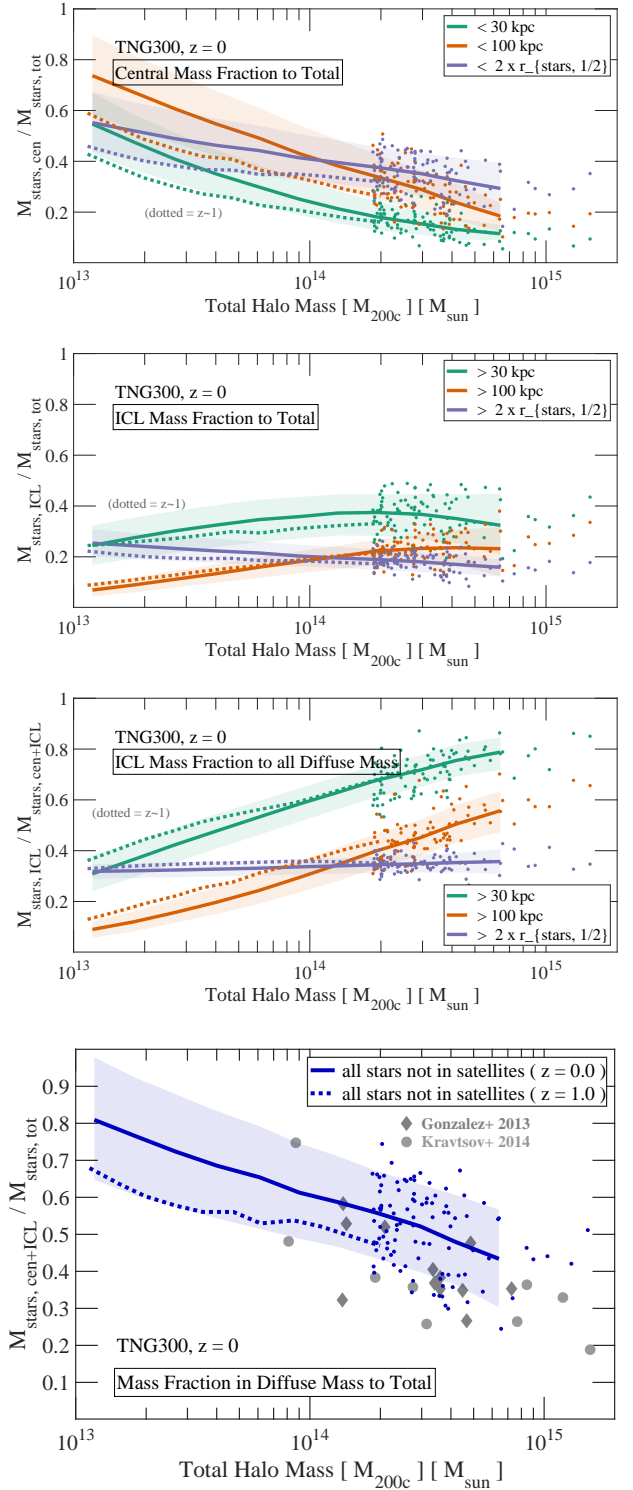 TNG300, z = 0
Central Mass Fraction to Total
< 30 kpc
< 100 kpc
< 2 x r_{stars, 1/2}
(dotted = z~1)
M_stars, cen / M_stars, tot
1
0.8
0.6
0.4
0.2
10^13
10^14
10^15
Total Halo Mass [ M_200c ] [ M_sun ]
TNG300, z = 0
ICL Mass Fraction to Total
> 30 kpc
> 100 kpc
> 2 x r_{stars, 1/2}
(dotted = z~1)
M_stars, ICL / M_stars, tot
1
0.8
0.6
0.4
0.2
0
10^13
10^14
10^15
Total Halo Mass [ M_200c ] [ M_sun ]
TNG300, z = 0
ICL Mass Fraction to all Diffuse Mass
(dotted = z~1)
> 30 kpc
> 100 kpc
> 2 x r_{stars, 1/2}
M_stars, ICL / M_stars, cen+ICL
1
0.8
0.6
0.4
0.2
0
10^13
10^14
10^15
Total Halo Mass [ M_200c ] [ M_sun ]
all stars not in satellites ( z = 0.0 )
all stars not in satellites ( z = 1.0 )
Gonzalez+ 2013
Kravtsov+ 2014
M_stars, cen+ICL / M_stars, tot
0.9
0.8
0.7
0.6
0.5
0.4
0.3
0.2
0.1
TNG300, z = 0
Mass Fraction in Diffuse Mass to Total
10^13
10^14
10^15
Total Halo Mass [ M_200c ] [ M_sun ]